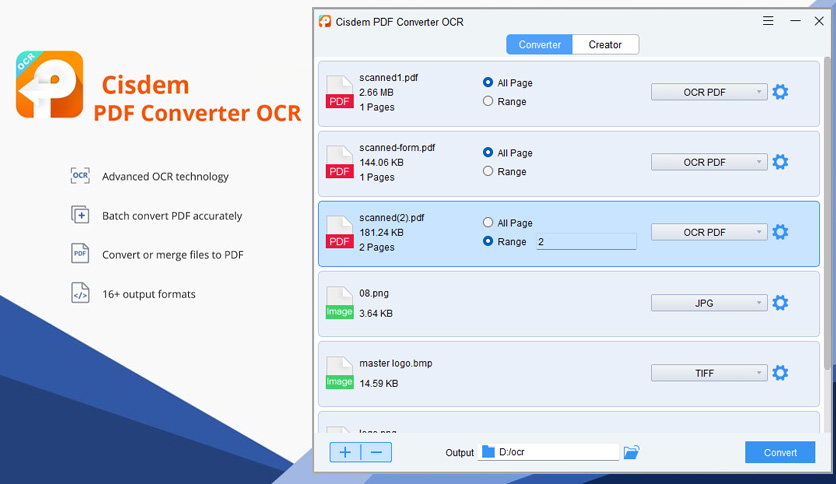 OCR
Cisdem
PDF Converter OCR
OCR Advanced OCR technology
Batch convert PDF accurately
PDF Convert or merge files to PDF
</> 16+ output formats
Cisdem PDF Converter OCR
Converter Creator
scanned1.pdf
2.66 MB
1 Pages
PDF
All Page
Range
OCR PDF
scanned-form.pdf
144.06 KB
1 Pages
PDF
All Page
Range
OCR PDF
scanned(2).pdf
181.24 KB
2 Pages
PDF
All Page
Range 2
OCR PDF
08.png
3.64 KB
Image
JPG
master logo.bmp
14.59 KB
Image
TIFF
logo.png
Output D:/ocr
Convert